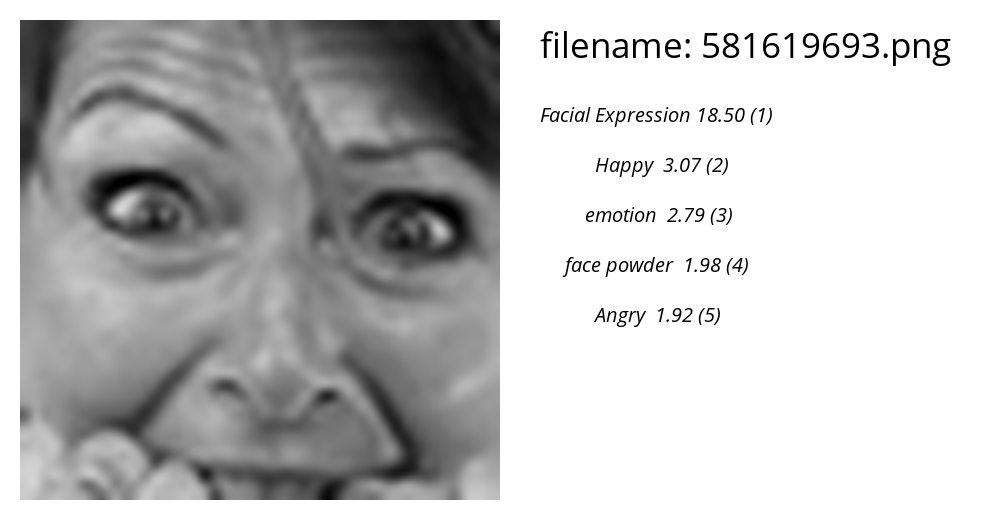 filename: 581619693.png
Facial Expression 18.50 (1)
Happy 3.07 (2)
emotion 2.79 (3)
face powder 1.98 (4)
Angry 1.92 (5)